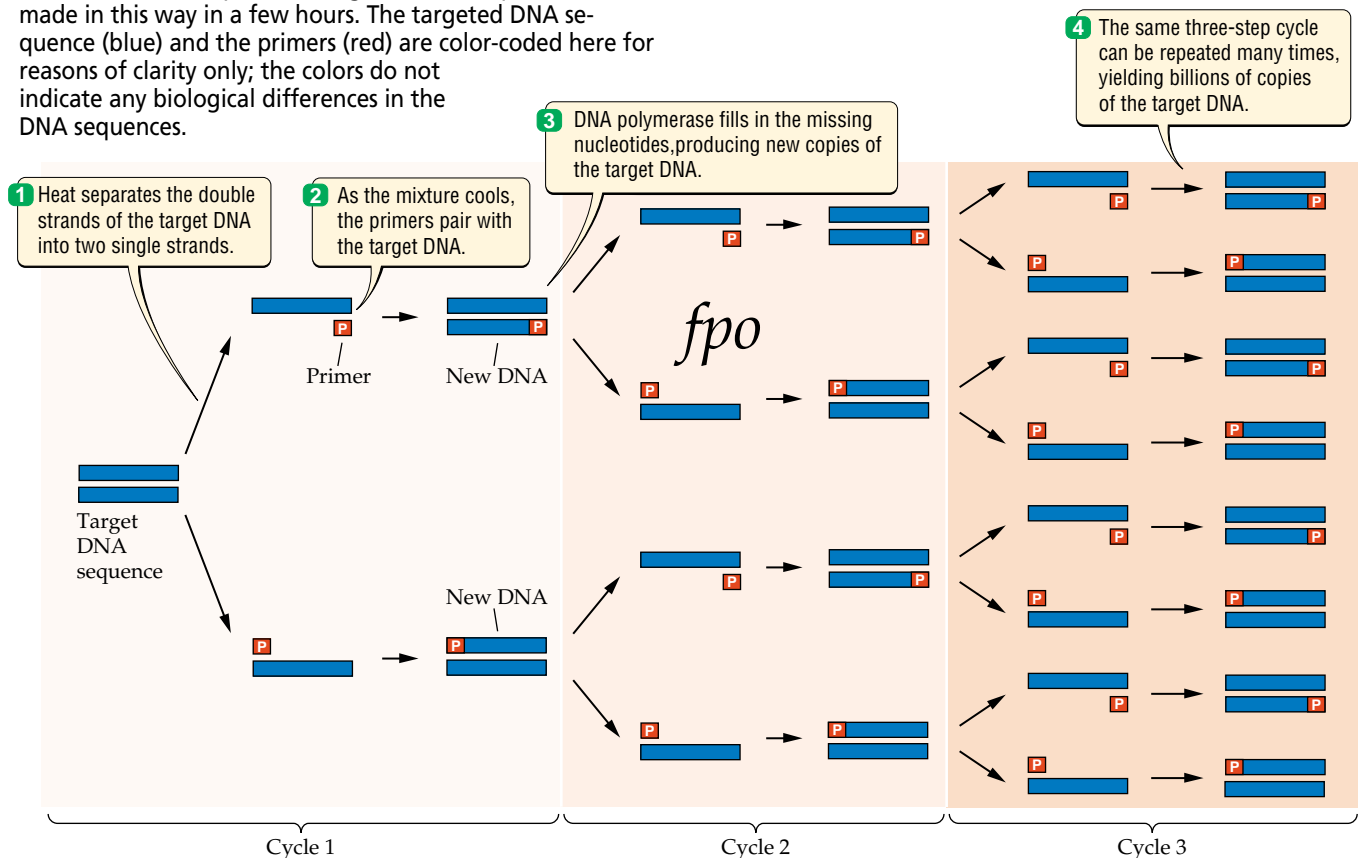 made in this way in a few hours. The targeted DNA se-
quence (blue) and the primers (red) are color-coded here for
reasons of clarity only; the colors do not
indicate any biological differences in the
DNA sequences.
4 The same three-step cycle
can be repeated many times,
yielding billions of copies
of the target DNA.
3 DNA polymerase fills in the missing
nucleotides,producing new copies of
the target DNA.
1 Heat separates the double
strands of the target DNA
into two single strands.
2 As the mixture cools,
the primers pair with
the target DNA.
P
P
P
P
P
P
Primer
New DNA
fpo
P
P
P
P
P
P
P
P
Target
DNA
sequence
P
P
P
P
New DNA
P
P
P
P
P
P
P
P
P
P
Cycle 1
Cycle 2
Cycle 3